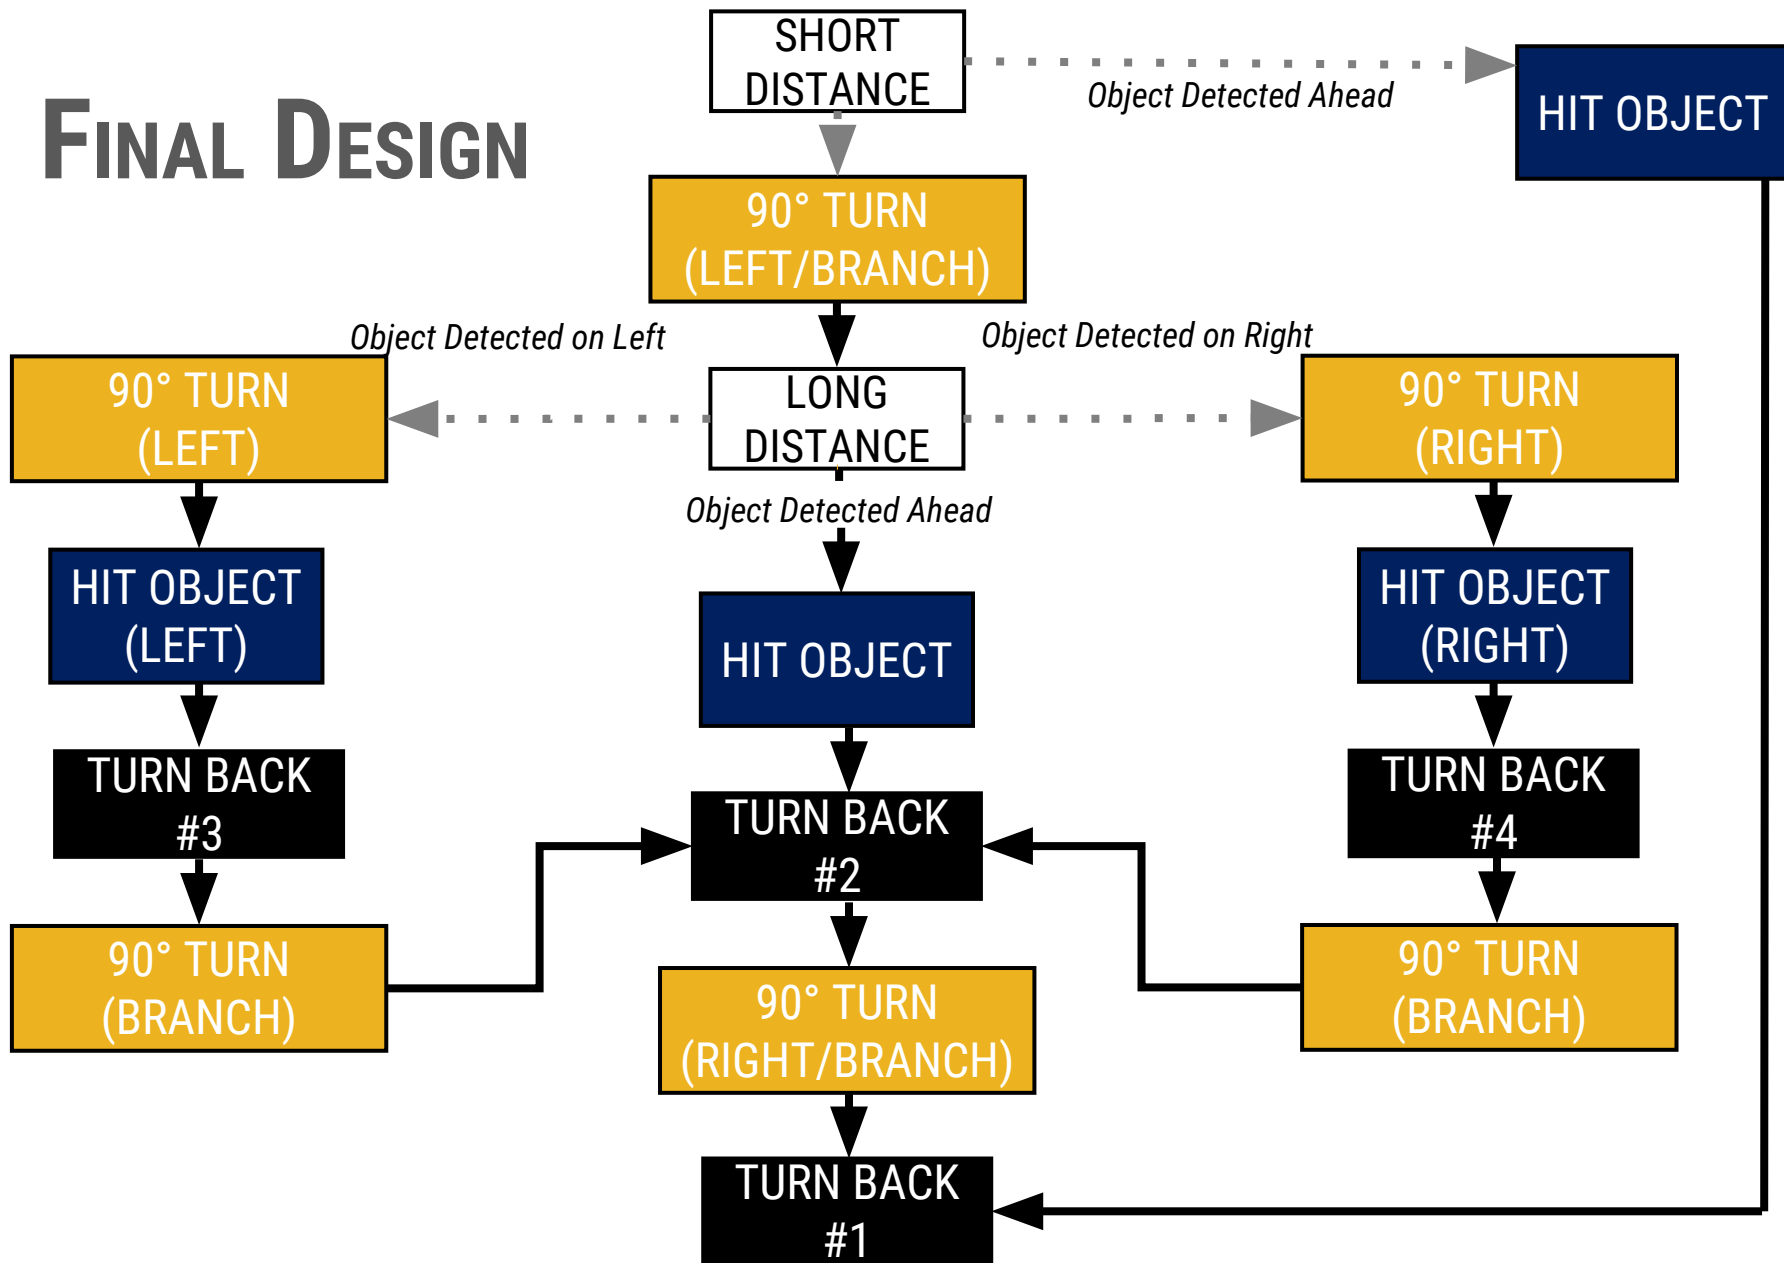 FINAL DESIGN
SHORT
DISTANCE
Object Detected Ahead
HIT OBJECT
90° TURN
(LEFT/BRANCH)
Object Detected on Left
Object Detected on Right
90° TURN
(LEFT)
LONG
DISTANCE
90° TURN
(RIGHT)
Object Detected Ahead
HIT OBJECT
(LEFT)
HIT OBJECT
HIT OBJECT
(RIGHT)
TURN BACK
#3
TURN BACK
#2
TURN BACK
#4
90° TURN
(BRANCH)
90° TURN
(RIGHT/BRANCH)
90° TURN
(BRANCH)
TURN BACK
#1